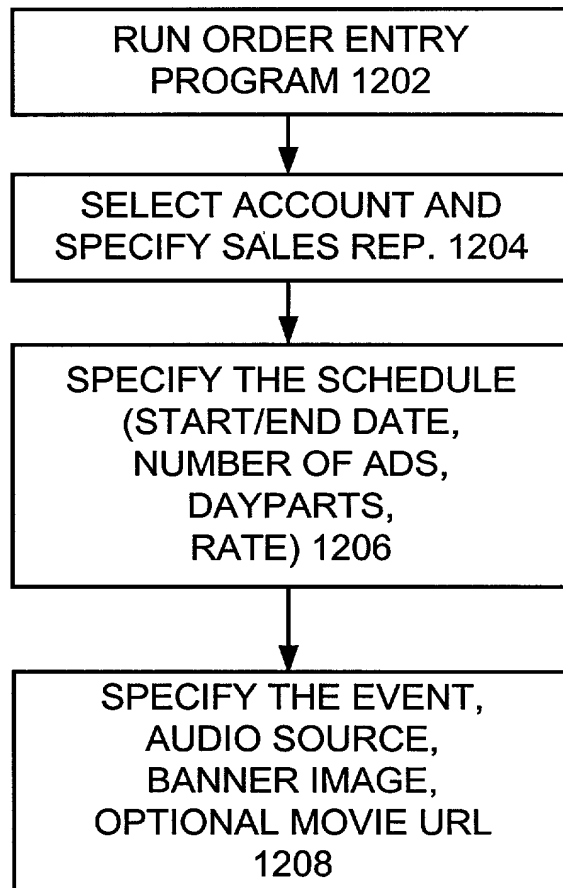 RUN ORDER ENTRY
PROGRAM 1202
SELECT ACCOUNT AND
SPECIFY SALES REP. 1204
SPECIFY THE SCHEDULE
(START/END DATE,
NUMBER OF ADS,
DAYPARTS,
RATE) 1206
SPECIFY THE EVENT,
AUDIO SOURCE,
BANNER IMAGE,
OPTIONAL MOVIE URL
1208